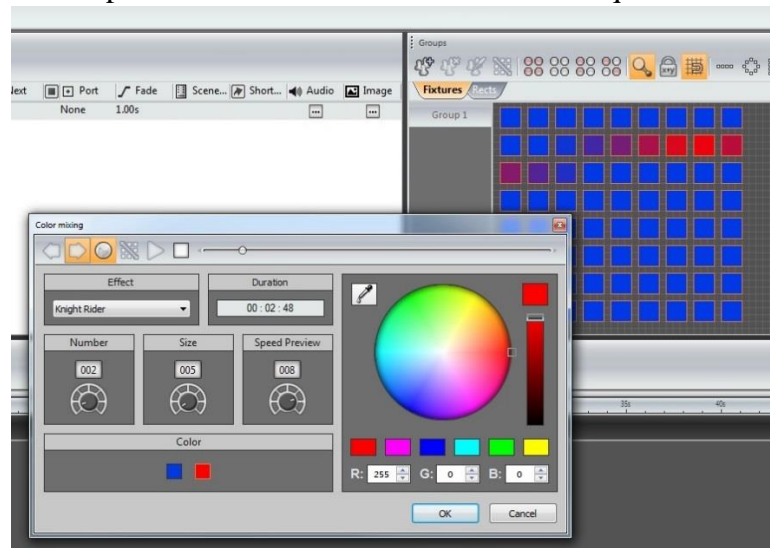 Groups
Next Port Fade Scene... Short... Audio Image
Fixtures Rects
None 1.00s ... ...
Group 1
Color mixing
Effect Duration
Knight Rider 00 : 02 : 48
Number Size Speed Preview
002 005 008
Color
R: 255 G: 0 B: 0
OK Cancel
35s 40s